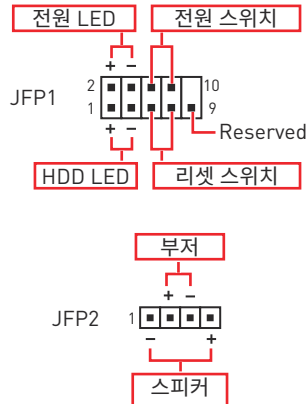 전원 LED 전원 스위치
+ −
2 10
JFP1
1 9
+ −
Reserved
HDD LED 리셋 스위치
부저
+ −
JFP2 1
− +
스피커